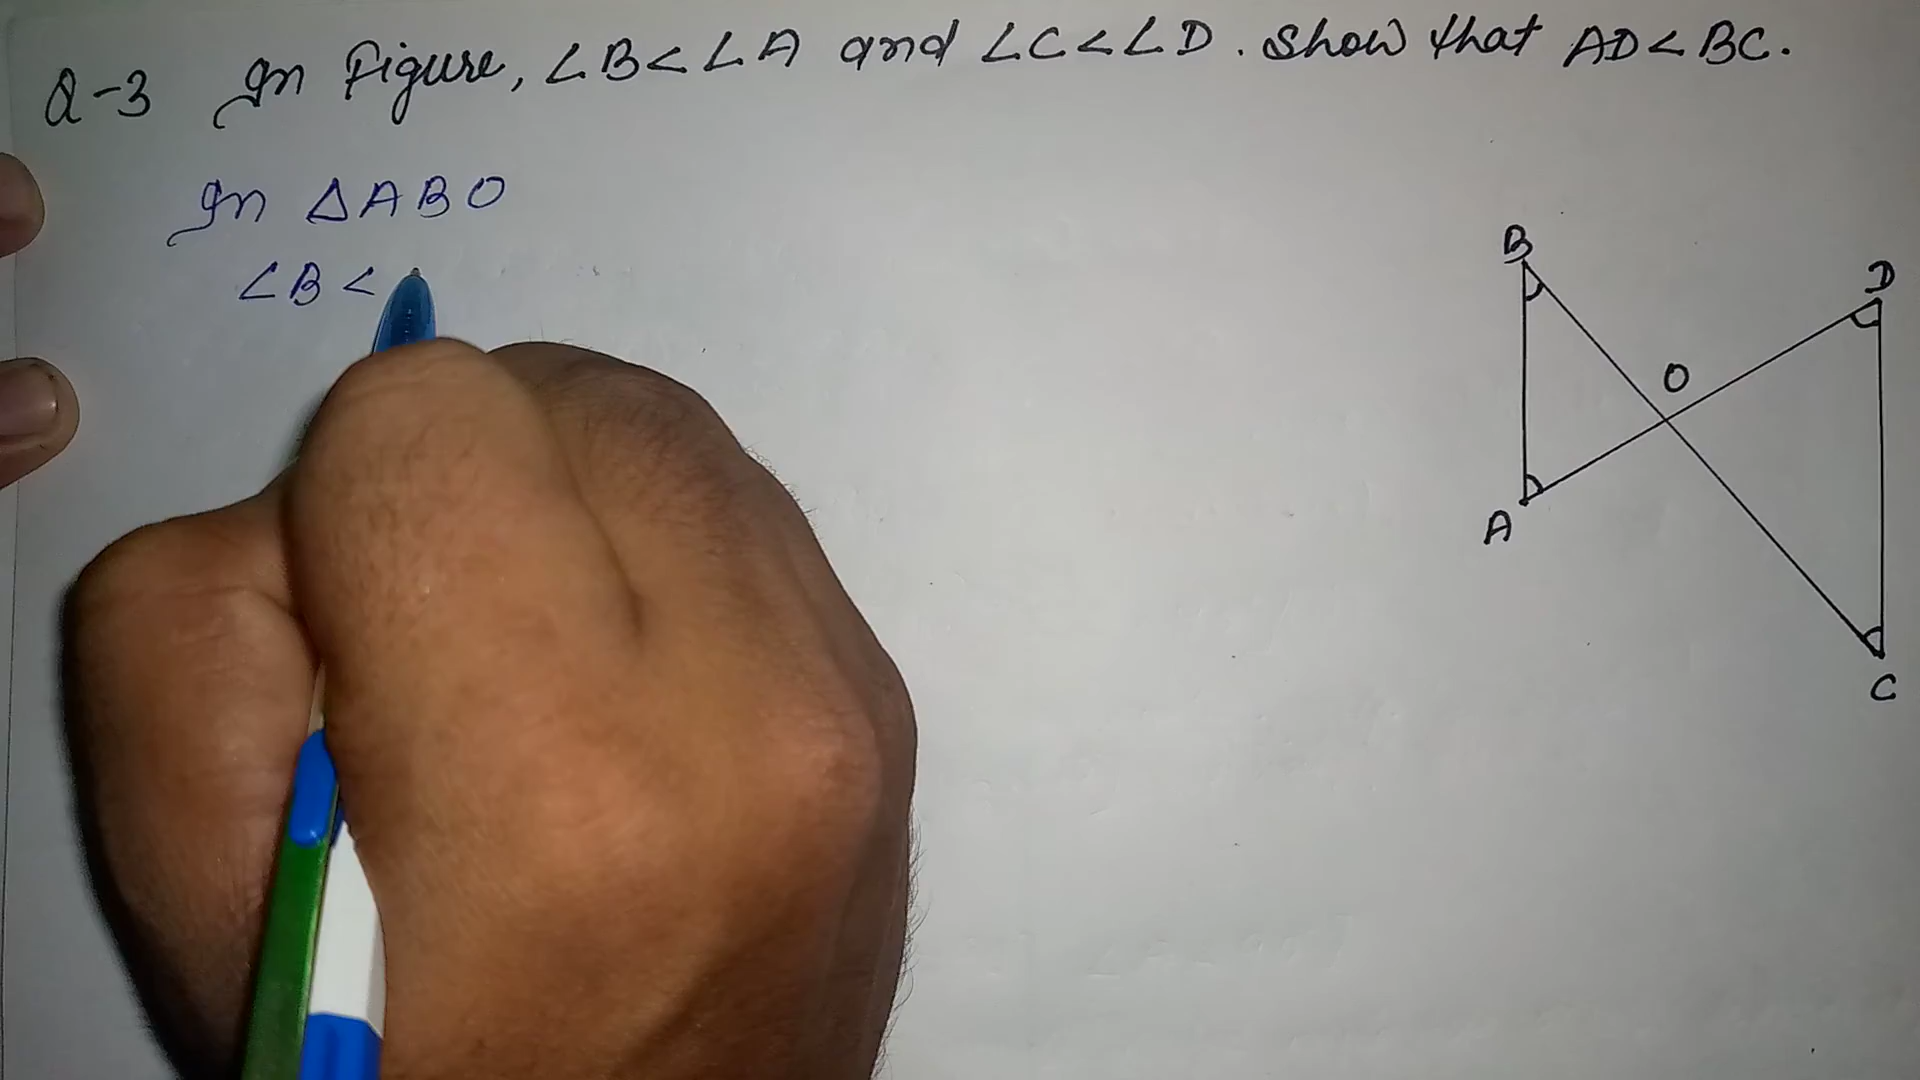 Q-3 In Figure, ∠B<∠A and ∠C<∠D. Show that AD<BC.
In ΔABO
∠B<
B
D
O
A
C